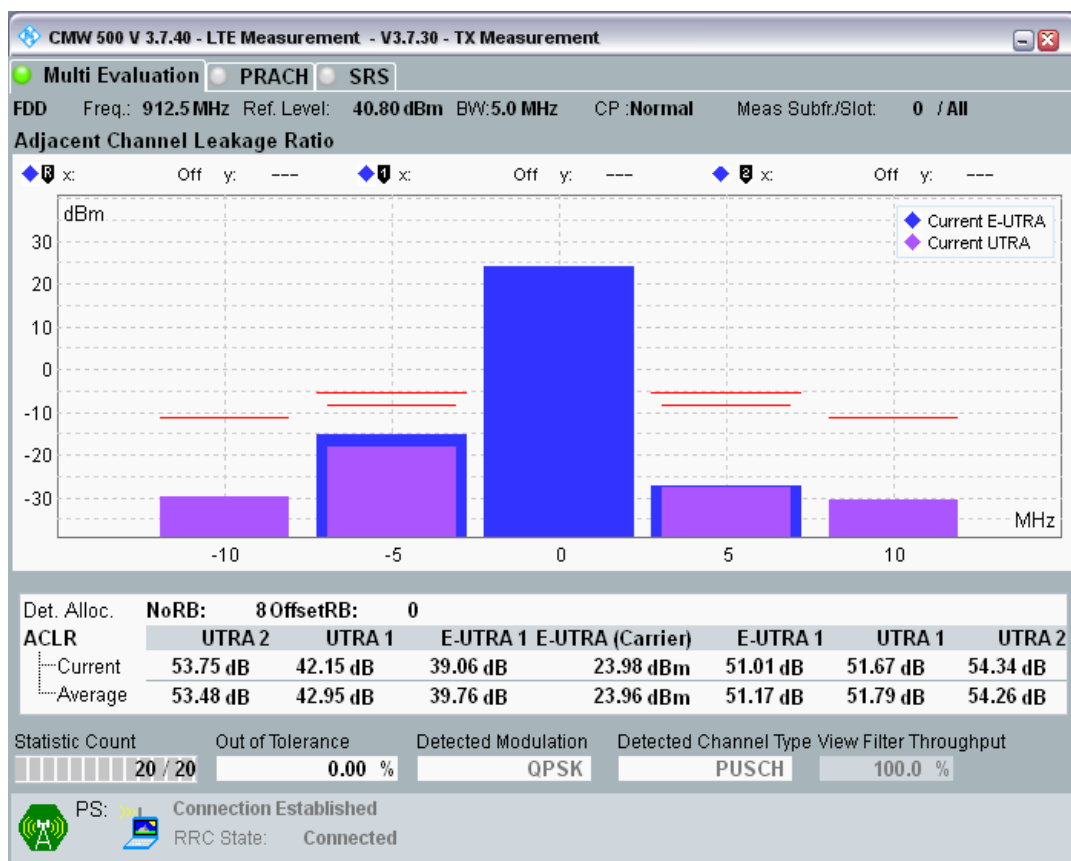 CMW 500 V 3.7.40 - LTE Measurement - V3.7.30 - TX Measurement
Multi Evaluation PRACH SRS
FDD Freq.: 912.5 MHz Ref. Level: 40.80 dBm BW:5.0 MHz CP :Normal Meas Subfr./Slot: 0 / All
Adjacent Channel Leakage Ratio
R x: Off y: --- 1 x: Off y: --- 2 x: Off y: ---
dBm
Current E-UTRA
Current UTRA
30
20
10
0
-10
-20
-30
MHz
-10 -5 0 5 10
Det. Alloc. NoRB: 8 OffsetRB: 0
ACLR UTRA 2 UTRA 1 E-UTRA 1 E-UTRA (Carrier) E-UTRA 1 UTRA 1 UTRA 2
Current 53.75 dB 42.15 dB 39.06 dB 23.98 dBm 51.01 dB 51.67 dB 54.34 dB
Average 53.48 dB 42.95 dB 39.76 dB 23.96 dBm 51.17 dB 51.79 dB 54.26 dB
Statistic Count Out of Tolerance Detected Modulation Detected Channel Type View Filter Throughput
20 / 20 0.00 % QPSK PUSCH 100.0 %
PS: Connection Established
RRC State: Connected